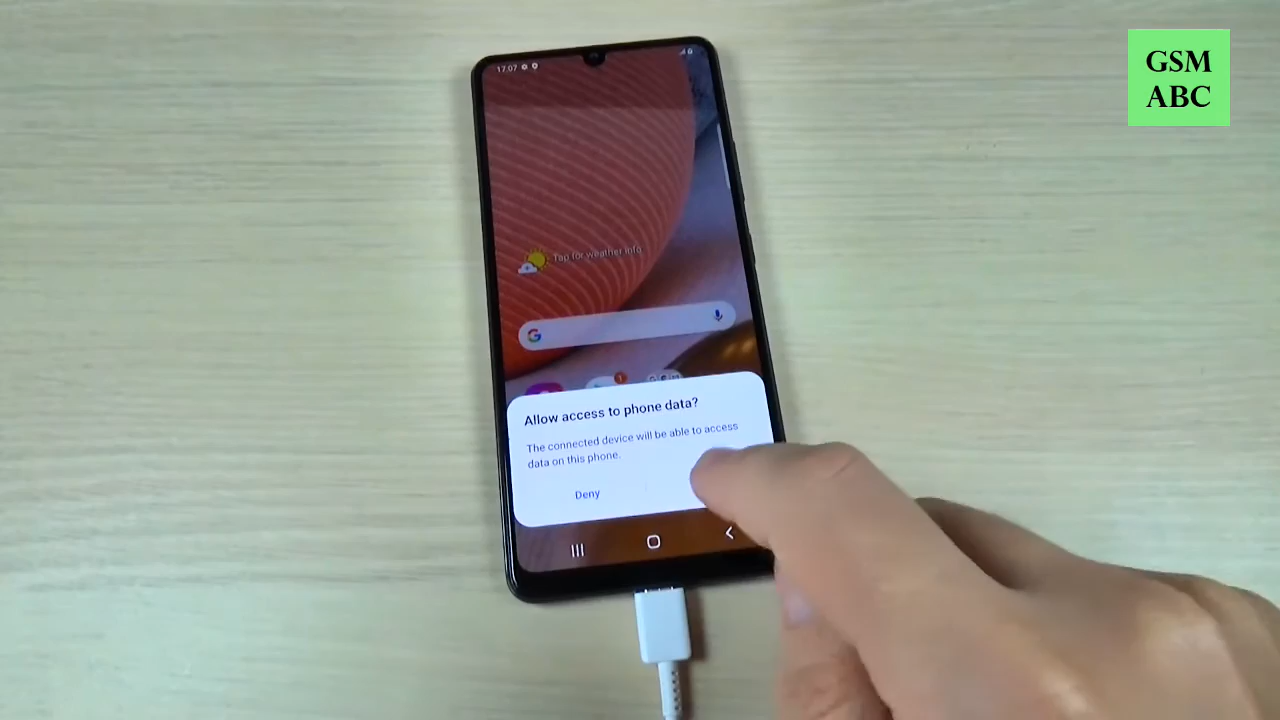 GSM
ABC
17:07
Tap for weather info
G
1
Allow access to phone data?
The connected device will be able to access
data on this phone.
Deny